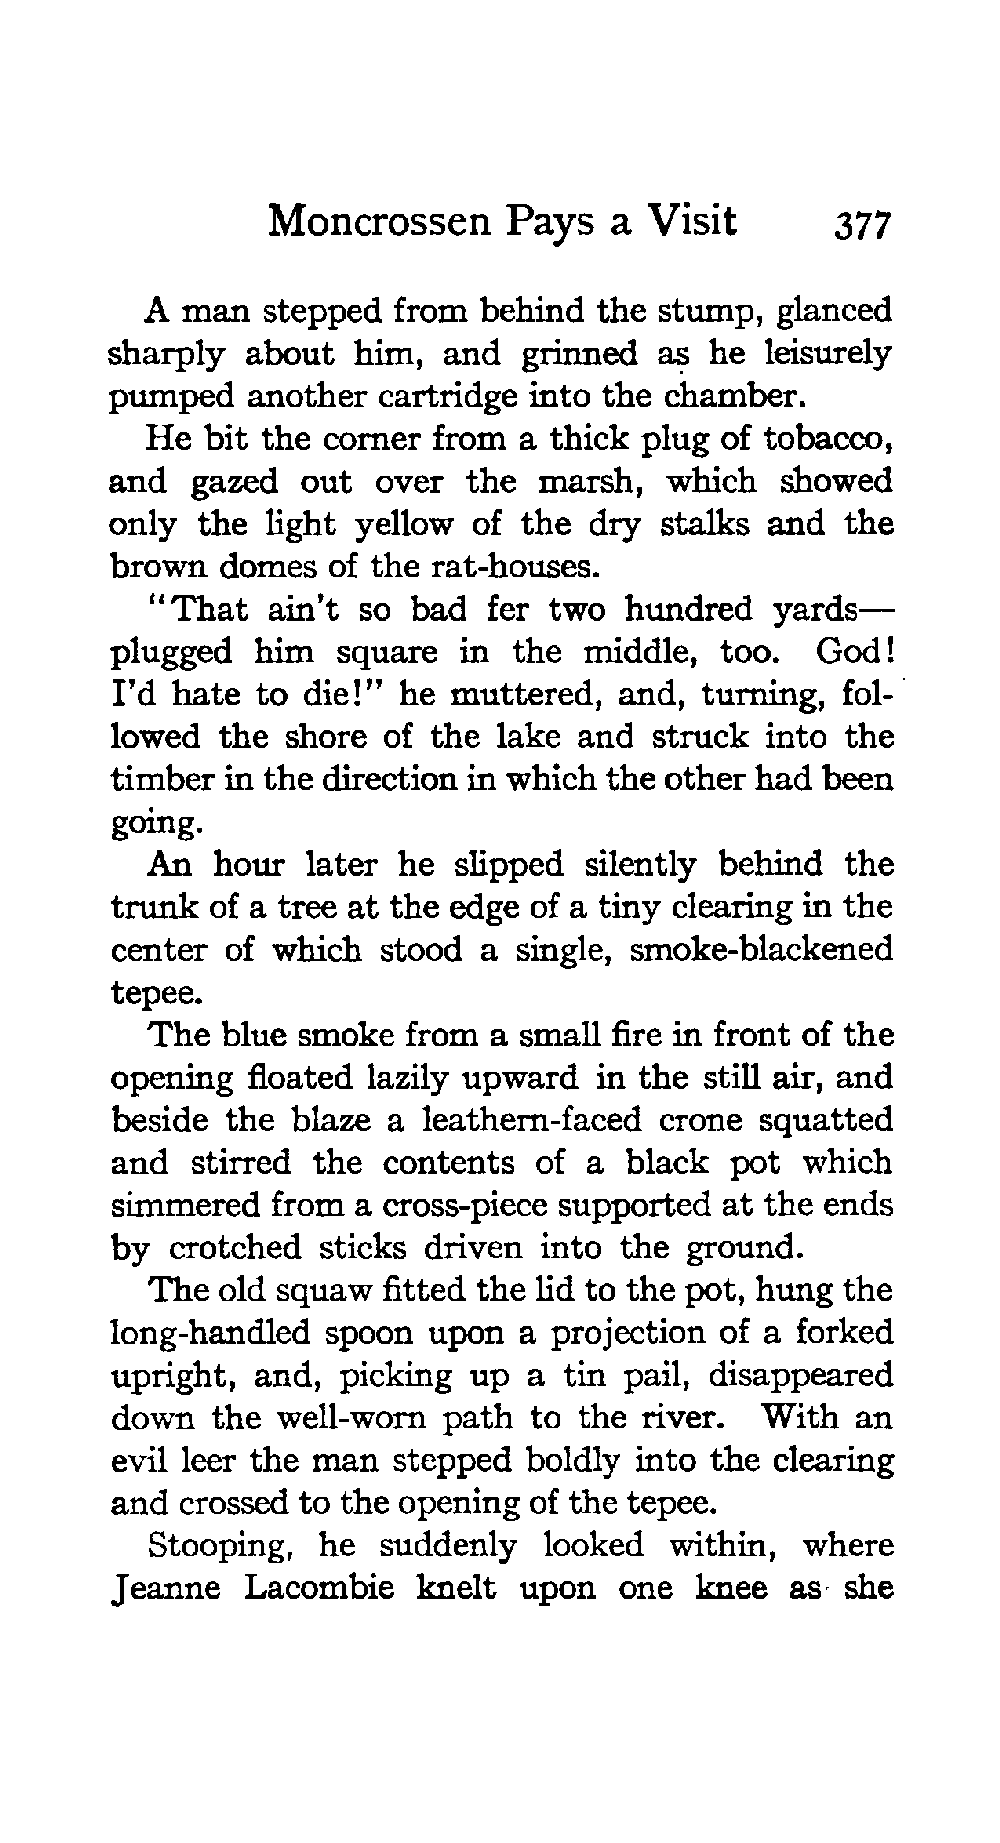 Moncrossen Pays a Visit 377
A man stepped from behind the stump, glanced
sharply about him, and grinned as he leisurely
pumped another cartridge into the chamber.
He bit the corner from a thick plug of tobacco,
and gazed out over the marsh, which showed
only the light yellow of the dry stalks and the
brown domes of the rat-houses.
"That ain't so bad fer two hundred yards—
plugged him square in the middle, too. God!
I'd hate to die!" he muttered, and, turning, fol-
lowed the shore of the lake and struck into the
timber in the direction in which the other had been
going.
An hour later he slipped silently behind the
trunk of a tree at the edge of a tiny clearing in the
center of which stood a single, smoke-blackened
tepee.
The blue smoke from a small fire in front of the
opening floated lazily upward in the still air, and
beside the blaze a leathern-faced crone squatted
and stirred the contents of a black pot which
simmered from a cross-piece supported at the ends
by crotched sticks driven into the ground.
The old squaw fitted the lid to the pot, hung the
long-handled spoon upon a projection of a forked
upright, and, picking up a tin pail, disappeared
down the well-worn path to the river. With an
evil leer the man stepped boldly into the clearing
and crossed to the opening of the tepee.
Stooping, he suddenly looked within, where
Jeanne Lacombie knelt upon one knee as she